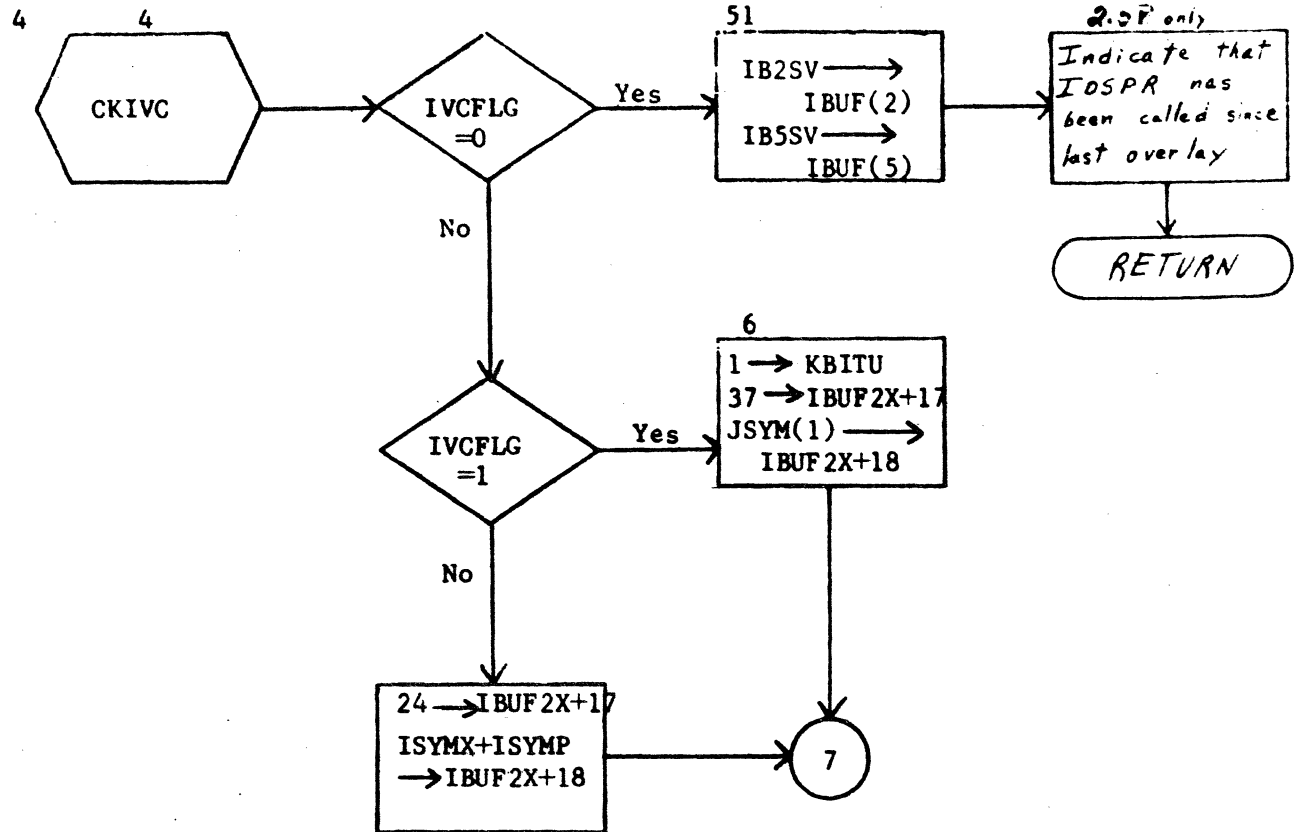 4
4
CKIVC
IVCFLG
=0
Yes
No
51
IB2SV →
IBUF(2)
IB5SV →
IBUF(5)
only
Indicate that
IOSPR has
been called since
last overlay
RETURN
IVCFLG
=1
Yes
No
6
1 → KBITU
37 → IBUF2X+17
JSYM(1) →
IBUF2X+18
24 → IBUF2X+17
ISYMX+ISYMP
→ IBUF2X+18
7